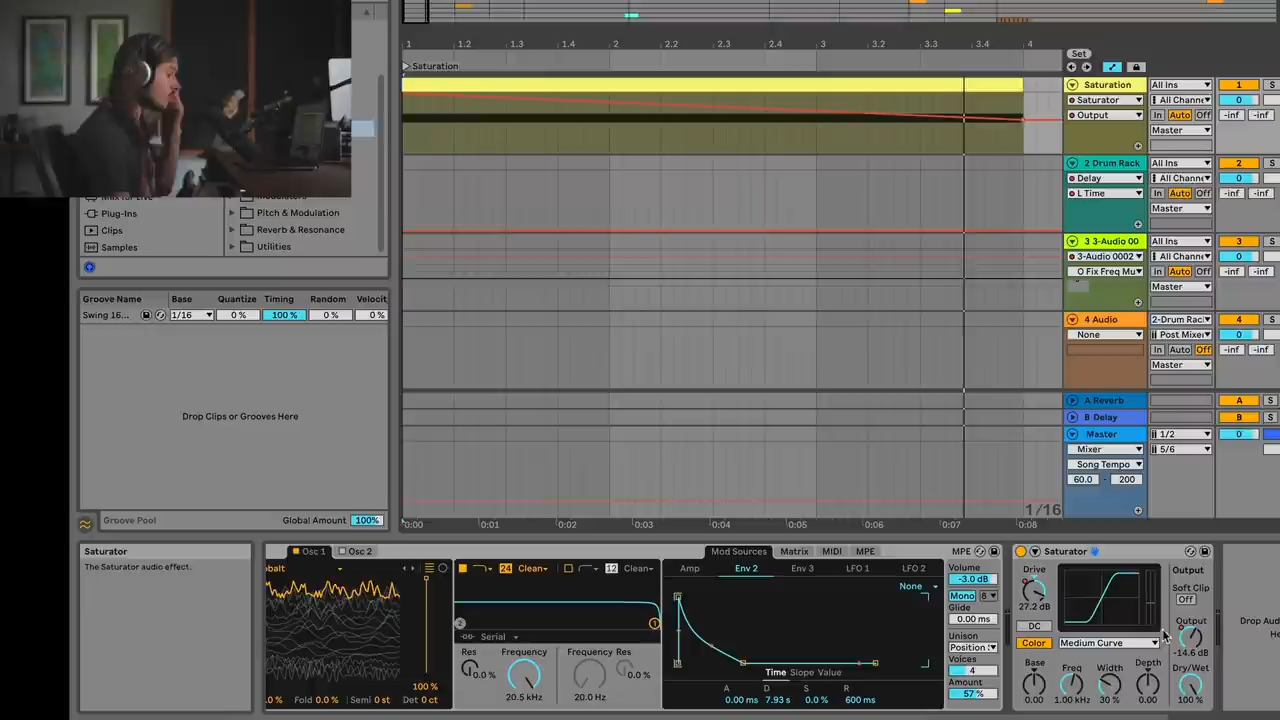 1 1.2 1.3 1.4 2 2.2 2.4 3 3.2 3.3 3.4 4
Set
Saturation
Saturation All Ins 1 S
Saturator All Channe 0
Output In Auto Off -inf -inf
Master
2 Drum Rack All Ins 2 S
Delay All Channe 0
L Time In Auto Off -inf -inf
Master
3 3-Audio 00 All Ins 3 S
3-Audio 0002 All Channe 0
O Fix Freq Mu In Auto Off -inf -inf
Master
4 Audio 2-Drum Rac 4 S
None Post Mixe 0
In Auto Off -inf -inf
Master
A Reverb A S
B Delay B S
Master 1/2 0
Mixer 5/6
Song Tempo
60.0 - 200
1/16
0:00 0:01 0:02 0:03 0:04 0:05 0:06 0:07 0:08
Plug-Ins
Clips
Samples
Pitch & Modulation
Reverb & Resonance
Utilities
Groove Name Base Quantize Timing Random Velocit
Swing 16... 1/16 0 % 100 % 0 % 0 %
Drop Clips or Grooves Here
Groove Pool Global Amount 100%
Saturator
The Saturator audio effect.
Osc 1 Osc 2
balt
.0 % Foldi 0.0 % Semi 0 st Det 0 ct
100 %
24 Clean 12 Clean
2 1
Serial
Res Frequency Frequency Res
0.0 % 0.0 %
20.5 kHz 20.0 Hz
Mod Sources Matrix MIDI MPE
Amp Env 2 Env 3 LFO 1 LFO 2
None
Time Slope Value
A D S R
0.00 ms 7.93 s 0.0 % 600 ms
MPE
Volume
-3.0 dB
Mono 8
Glide
0.00 ms
Unison
Position
Voices
4
Amount
57 %
Saturator
Drive
27.2 dB
DC
Color Medium Curve
Base Freq Width Depth
0.00 1.00 kHz 30 % 0.00
Output
Soft Clip
Off
Output
-14.6 dB
Dry/Wet
100 %